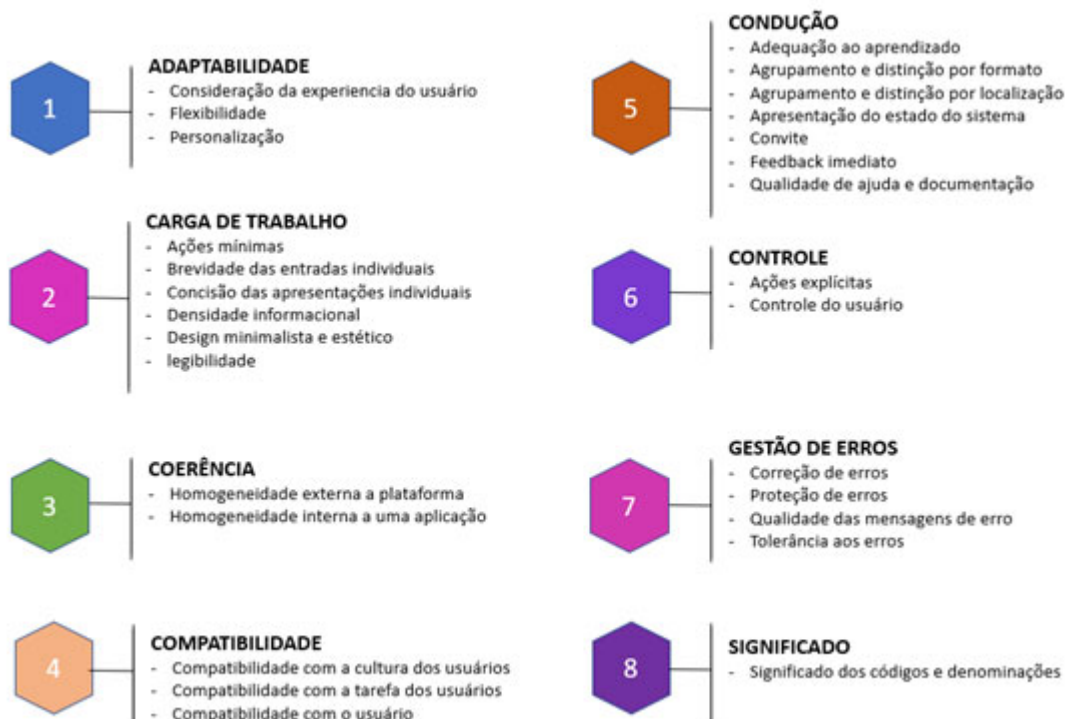 1
ADAPTABILIDADE
- Consideração da experiencia do usuário
- Flexibilidade
- Personalização
2
CARGA DE TRABALHO
- Ações mínimas
- Brevidade das entradas individuais
- Concisão das apresentações individuais
- Densidade informacional
- Design minimalista e estético
- legibilidade
3
COERÊNCIA
- Homogeneidade externa a plataforma
- Homogeneidade interna a uma aplicação
4
COMPATIBILIDADE
- Compatibilidade com a cultura dos usuários
- Compatibilidade com a tarefa dos usuários
- Compatibilidade com o usuário
5
CONDUÇÃO
- Adequação ao aprendizado
- Agrupamento e distinção por formato
- Agrupamento e distinção por localização
- Apresentação do estado do sistema
- Convite
- Feedback imediato
- Qualidade de ajuda e documentação
6
CONTROLE
- Ações explícitas
- Controle do usuário
7
GESTÃO DE ERROS
- Correção de erros
- Proteção de erros
- Qualidade das mensagens de erro
- Tolerância aos erros
8
SIGNIFICADO
- Significado dos códigos e denominações